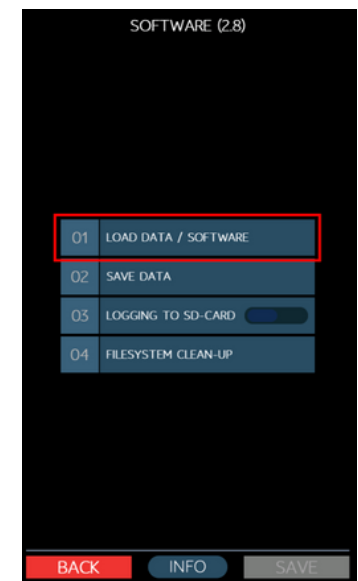 SOFTWARE (2.8)
01 LOAD DATA / SOFTWARE
02 SAVE DATA
03 LOGGING TO SD-CARD
04 FILESYSTEM CLEAN-UP
BACK INFO SAVE